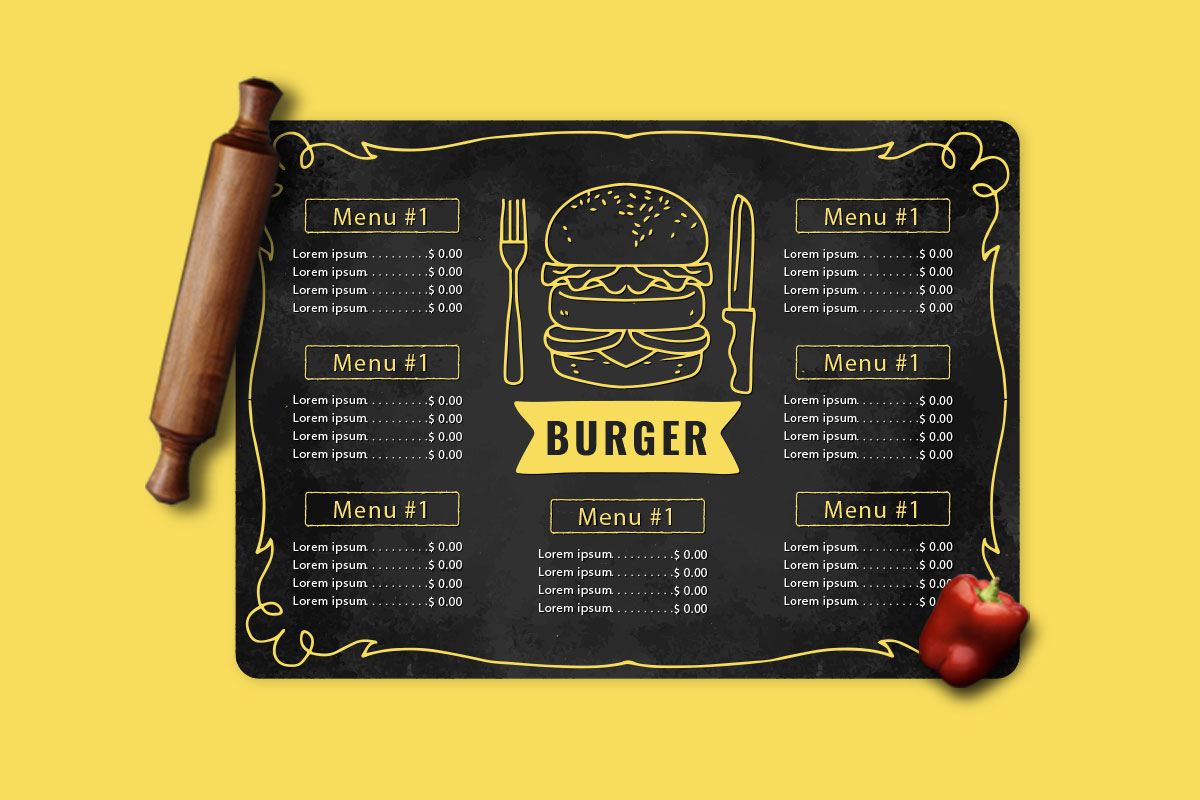 Menu #1
Lorem ipsum. . . . . . . . .$ 0.00
Lorem ipsum. . . . . . . . .$ 0.00
Lorem ipsum. . . . . . . . .$ 0.00
Lorem ipsum. . . . . . . . .$ 0.00
Menu #1
Lorem ipsum. . . . . . . . .$ 0.00
Lorem ipsum. . . . . . . . .$ 0.00
Lorem ipsum. . . . . . . . .$ 0.00
Lorem ipsum. . . . . . . . .$ 0.00
Menu #1
Lorem ipsum. . . . . . . . .$ 0.00
Lorem ipsum. . . . . . . . .$ 0.00
Lorem ipsum. . . . . . . . .$ 0.00
Lorem ipsum. . . . . . . . .$ 0.00
BURGER
Menu #1
Lorem ipsum. . . . . . . . .$ 0.00
Lorem ipsum. . . . . . . . .$ 0.00
Lorem ipsum. . . . . . . . .$ 0.00
Lorem ipsum. . . . . . . . .$ 0.00
Menu #1
Lorem ipsum. . . . . . . . .$ 0.00
Lorem ipsum. . . . . . . . .$ 0.00
Lorem ipsum. . . . . . . . .$ 0.00
Lorem ipsum. . . . . . . . .$ 0.00
Menu #1
Lorem ipsum. . . . . . . . .$ 0.00
Lorem ipsum. . . . . . . . .$ 0.00
Lorem ipsum. . . . . . . . .$ 0.00
Lorem ipsum. . . . . . . . .$ 0.00
Menu #1
Lorem ipsum. . . . . . . . .$ 0.00
Lorem ipsum. . . . . . . . .$ 0.00
Lorem ipsum. . . . . . . . .$ 0.00
Lorem ipsum. . . . . . . . .$ 0